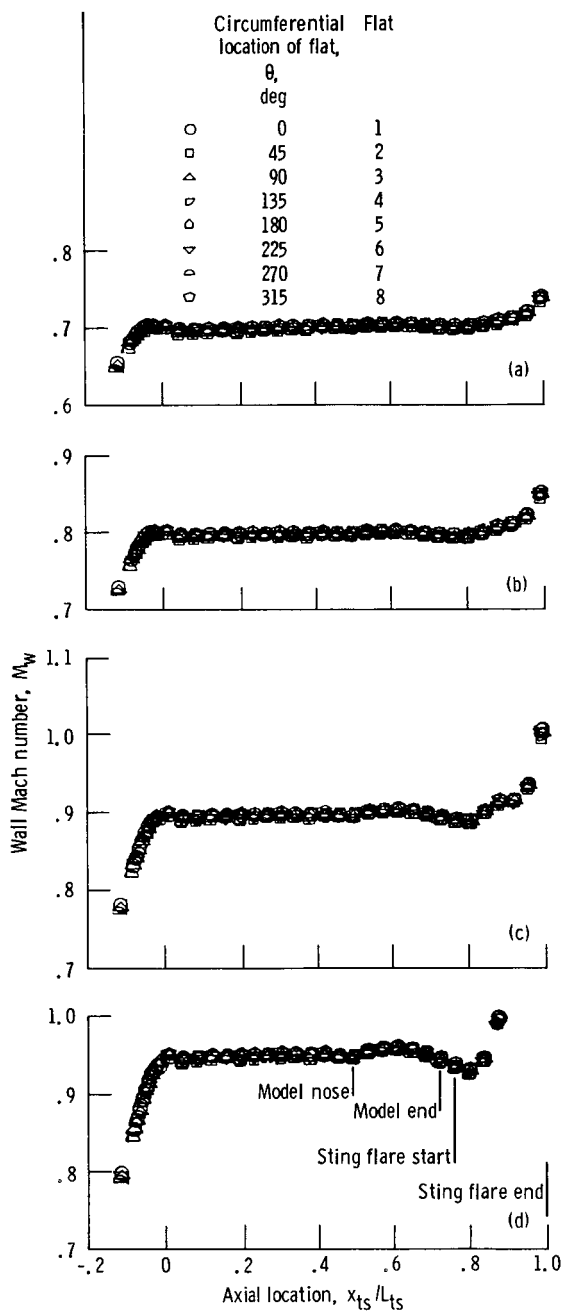 Circumferential Flat
location of flat,
θ,
deg
0 1
45 2
90 3
135 4
180 5
225 6
270 7
315 8
.8
.7
.6
(a)
.9
.8
.7
(b)
1.1
1.0
.9
.8
.7
(c)
Wall Mach number, M_w
1.0
.9
.8
.7
Model nose
Model end
Sting flare start
Sting flare end
(d)
-.2 0 .2 .4 .6 .8 1.0
Axial location, x_ts/L_ts